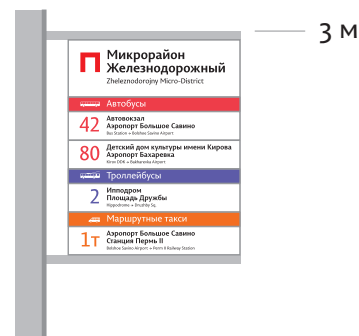 3 м
Микрорайон
Железнодорожный
Zheleznodorojny Micro-District
Автобусы
42 Автовокзал
Аэропорт Большое Савино
Bus Station → Bolshoe Savino Airport
80 Детский дом культуры имени Кирова
Аэропорт Бахаревка
Kirov DDK → Bakharevka Airport
Троллейбусы
2 Ипподром
Площадь Дружбы
Hippodrome → Druzhby Sq.
Маршрутные такси
1т Аэропорт Большое Савино
Станция Пермь II
Bolshoe Savino Airport → Perm II Railway Station